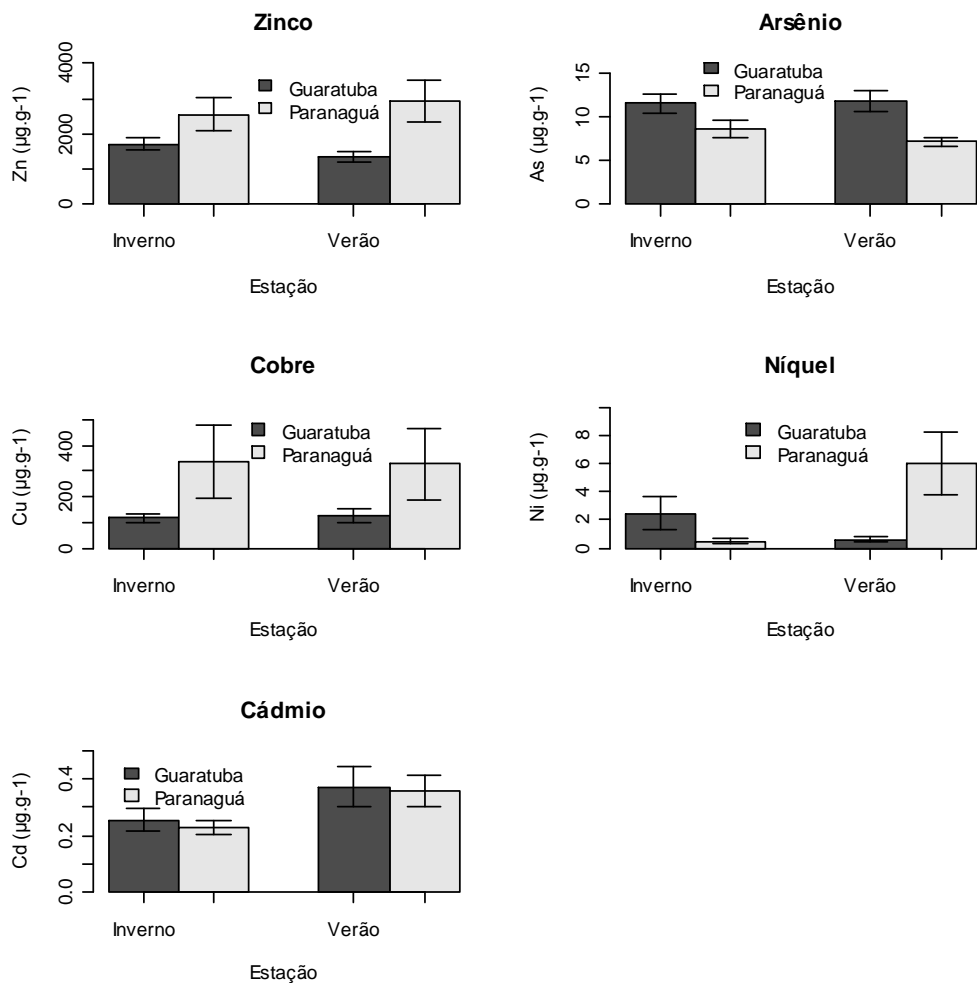 Zinco
Zn (µg.g-1)
4000
2000
0
Guaratuba
Paranaguá
Inverno
Verão
Estação
Arsênio
As (µg.g-1)
15
10
5
0
Guaratuba
Paranaguá
Inverno
Verão
Estação
Cobre
Cu (µg.g-1)
400
200
0
Guaratuba
Paranaguá
Inverno
Verão
Estação
Níquel
Ni (µg.g-1)
8
6
4
2
0
Guaratuba
Paranaguá
Inverno
Verão
Estação
Cádmio
Cd (µg.g-1)
0.4
0.2
0.0
Guaratuba
Paranaguá
Inverno
Verão
Estação